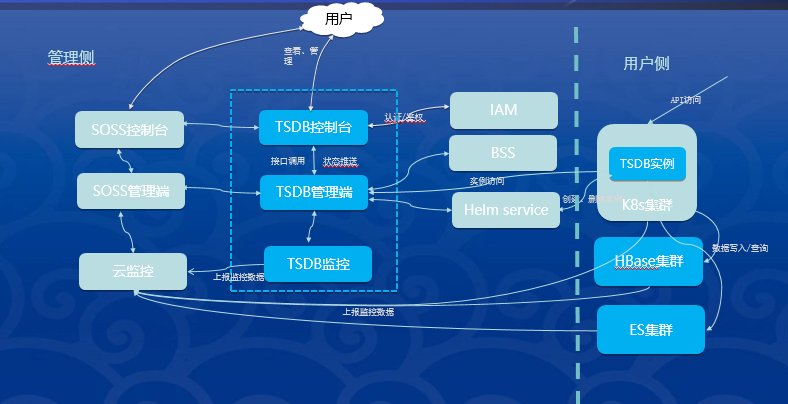 用户
查看、管
理
管理侧
用户侧
API访问
SOSS控制台
TSDB控制台
认证/鉴权
IAM
BSS
TSDB实例
接口调用
状态推送
实例访问
SOSS管理端
TSDB管理端
Helm service
创建、删除
K8s集群
云监控
TSDB监控
上报监控数据
HBase集群
数据写入/查询
上报监控数据
ES集群